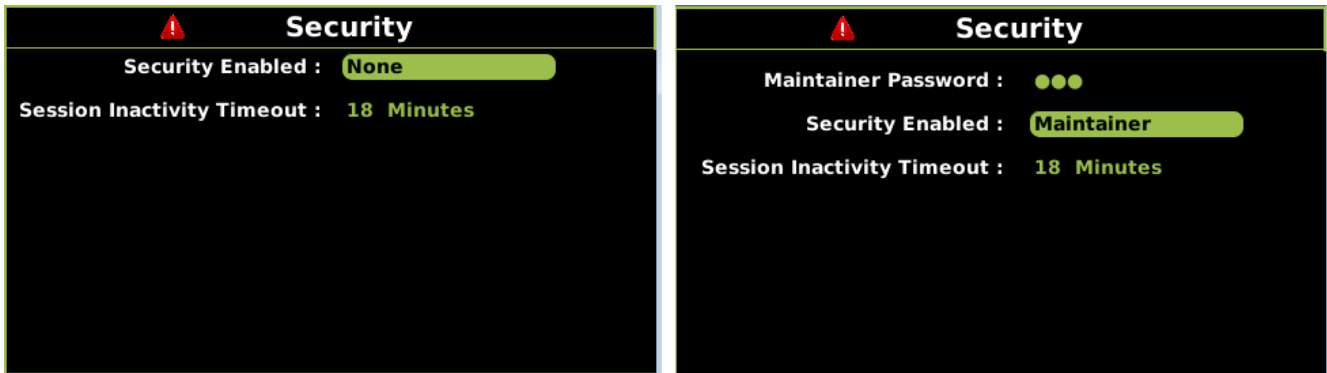 Security
Security Enabled : None
Session Inactivity Timeout : 18 Minutes
Security
Maintainer Password : ●●●
Security Enabled : Maintainer
Session Inactivity Timeout : 18 Minutes